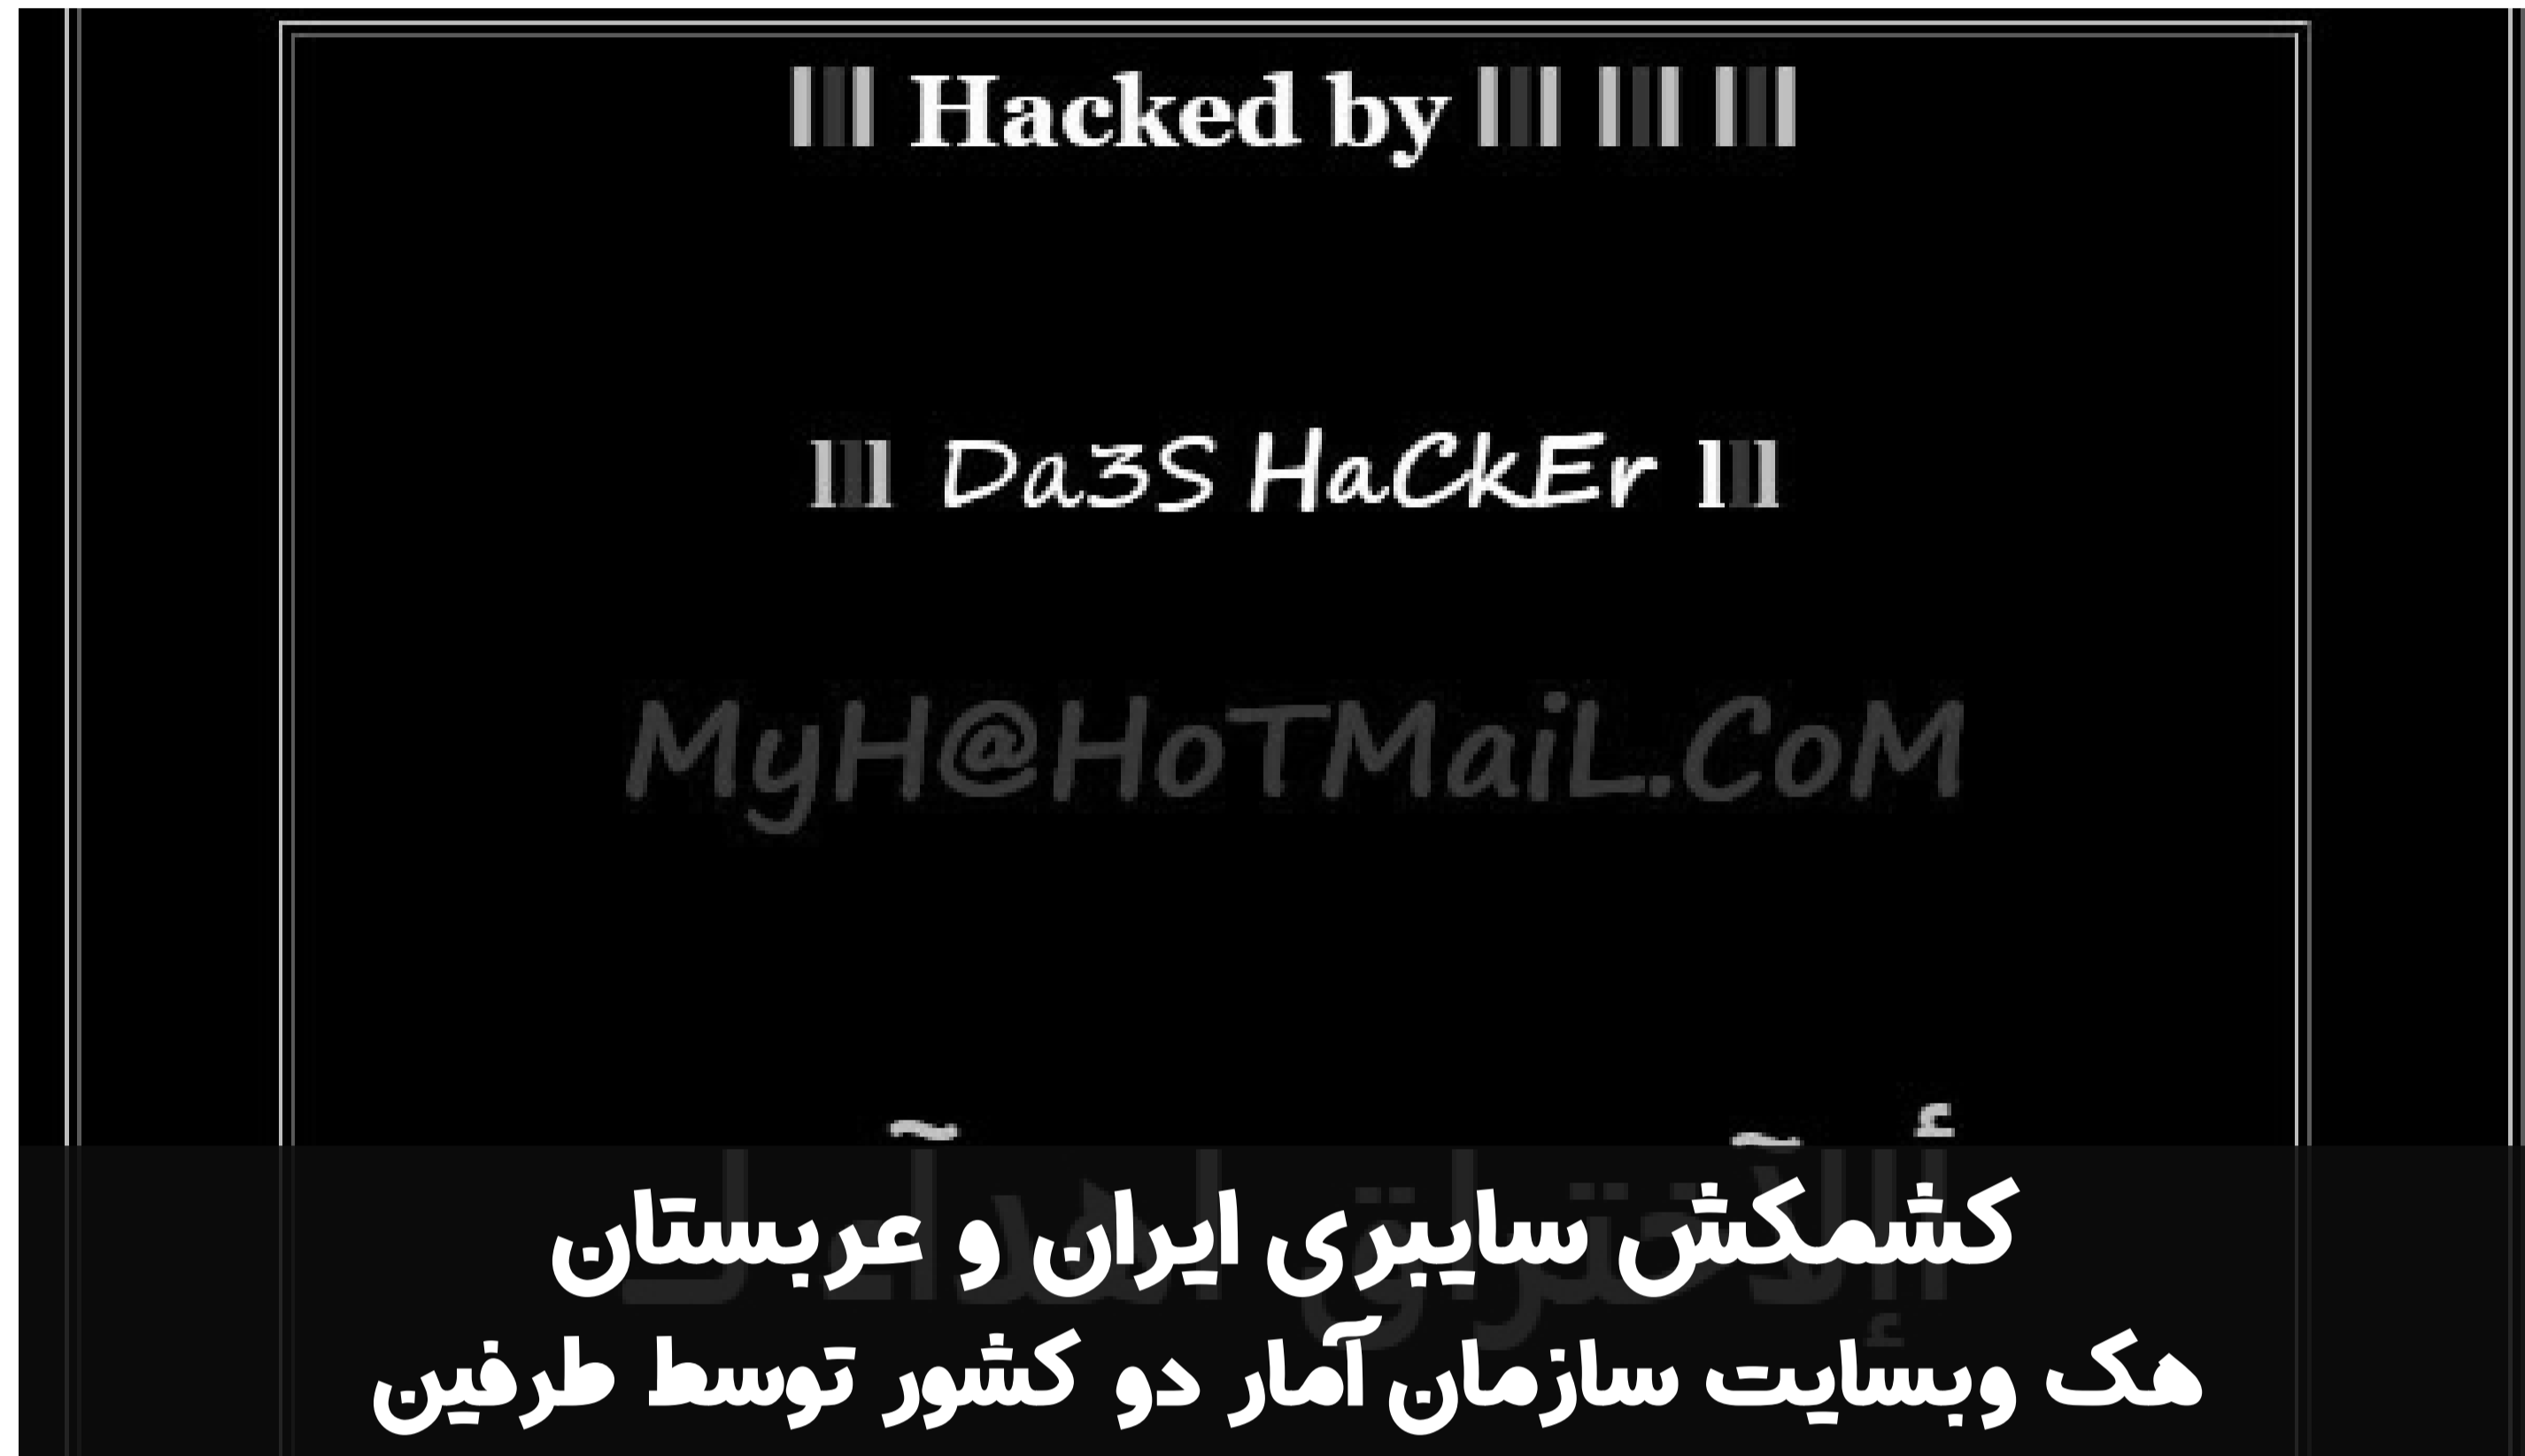 Hacked by
Da3S HaCkEr
MyH@HoTMaiL.CoM
کشمکش سایبری ایران و عربستان
هک وبسایت سازمان آمار دو کشور توسط طرفین